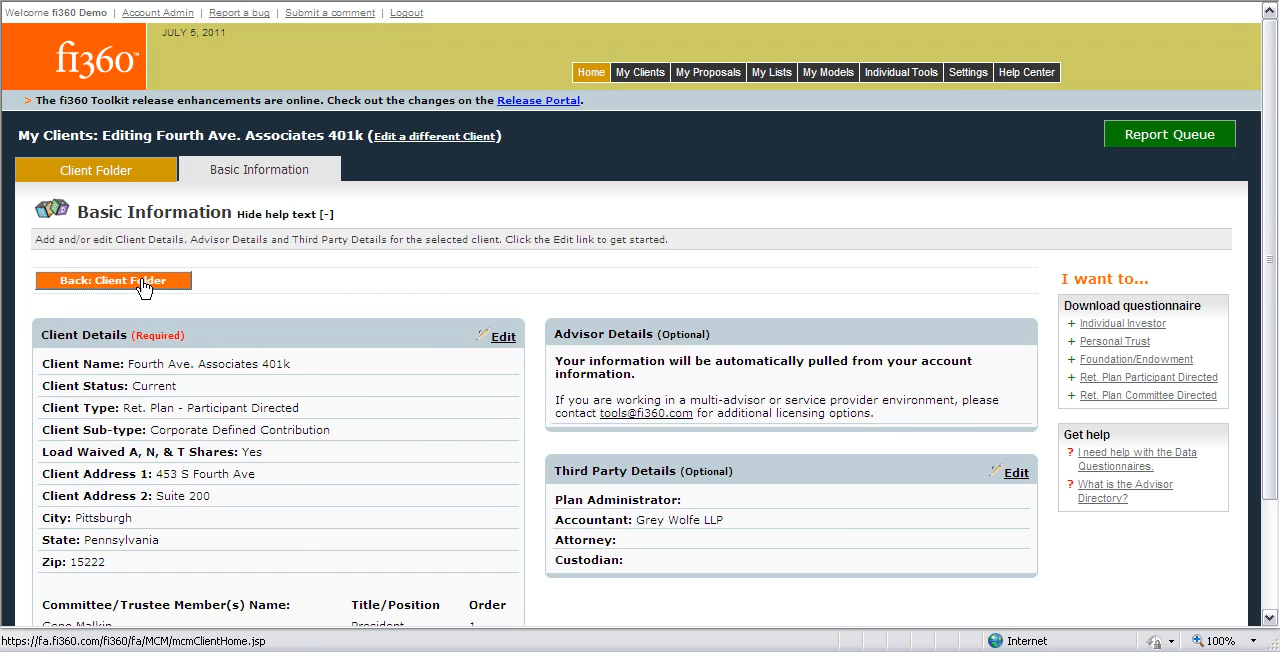 Welcome fi360 Demo | Account Admin | Report a bug | Submit a comment | Logout
JULY 5, 2011
fi360™
Home My Clients My Proposals My Lists My Models Individual Tools Settings Help Center
> The fi360 Toolkit release enhancements are online. Check out the changes on the Release Portal.
My Clients: Editing Fourth Ave. Associates 401k (Edit a different Client)
Report Queue
Client Folder Basic Information
Basic Information Hide help text [-]
Add and/or edit Client Details, Advisor Details and Third Party Details for the selected client. Click the Edit link to get started.
Back: Client Folder
Client Details (Required) Edit
Client Name: Fourth Ave. Associates 401k
Client Status: Current
Client Type: Ret. Plan - Participant Directed
Client Sub-type: Corporate Defined Contribution
Load Waived A, N, & T Shares: Yes
Client Address 1: 453 S Fourth Ave
Client Address 2: Suite 200
City: Pittsburgh
State: Pennsylvania
Zip: 15222
Committee/Trustee Member(s) Name: Title/Position Order
Gene Malkin President 1
Advisor Details (Optional)
Your information will be automatically pulled from your account
information.
If you are working in a multi-advisor or service provider environment, please
contact tools@fi360.com for additional licensing options.
Third Party Details (Optional) Edit
Plan Administrator:
Accountant: Grey Wolfe LLP
Attorney:
Custodian:
I want to...
Download questionnaire
+ Individual Investor
+ Personal Trust
+ Foundation/Endowment
+ Ret. Plan Participant Directed
+ Ret. Plan Committee Directed
Get help
? I need help with the Data
Questionnaires.
? What is the Advisor
Directory?
https://fa.fi360.com/fi360/fa/MCM/mcmClientHome.jsp
Internet
100%